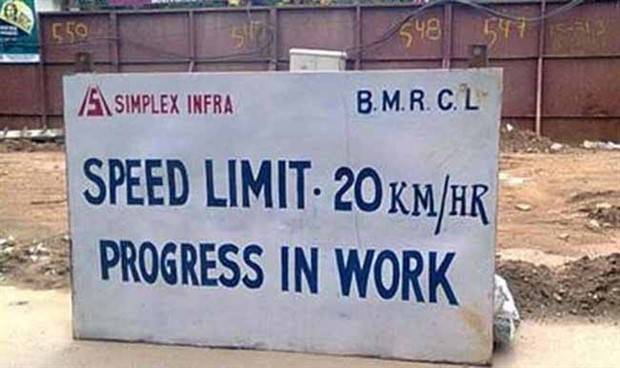 550 548 547
SIMPLEX INFRA B.M.R.C.L
SPEED LIMIT· 20 KM/HR
PROGRESS IN WORK